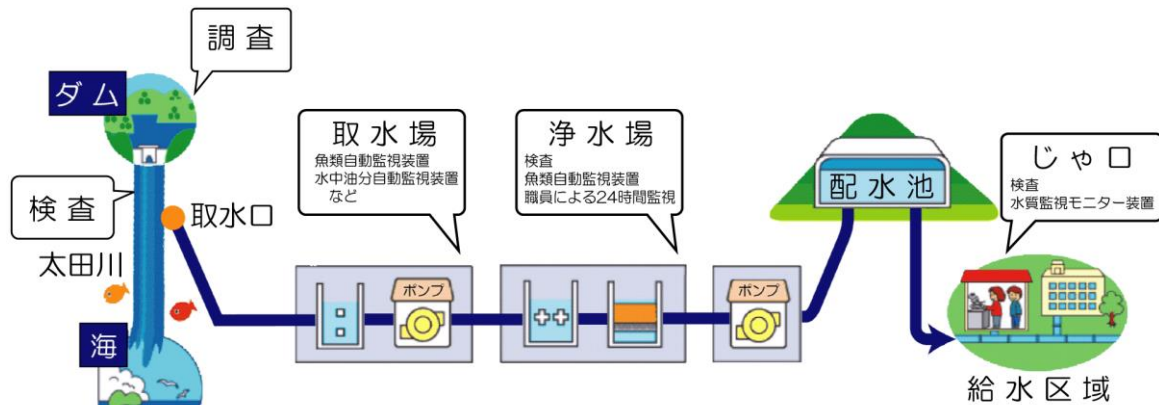 調査
ダム
検査
取水口
太田川
海
取水場
魚類自動監視装置
水中油分自動監視装置
など
ポンプ
浄水場
検査
魚類自動監視装置
職員による24時間監視
ポンプ
配水池
じゃ口
検査
水質監視モニター装置
給水区域